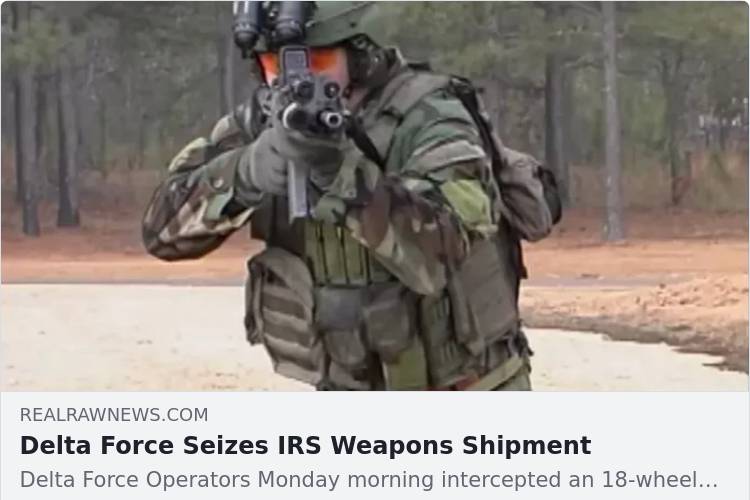 REALRAWNEWS.COM
Delta Force Seizes IRS Weapons Shipment
Delta Force Operators Monday morning intercepted an 18-wheel...